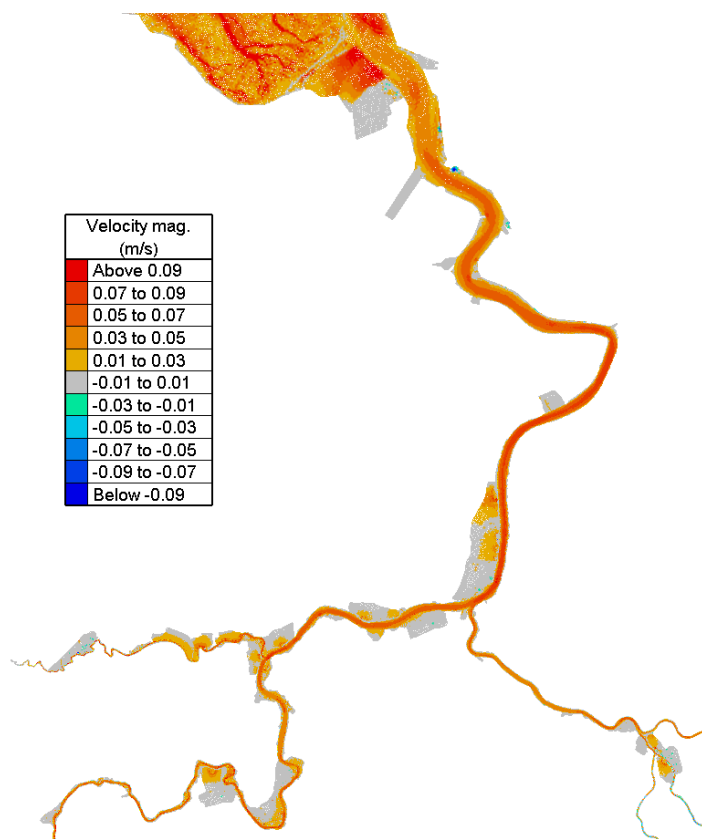 Velocity mag.
(m/s)
Above 0.09
0.07 to 0.09
0.05 to 0.07
0.03 to 0.05
0.01 to 0.03
-0.01 to 0.01
-0.03 to -0.01
-0.05 to -0.03
-0.07 to -0.05
-0.09 to -0.07
Below -0.09